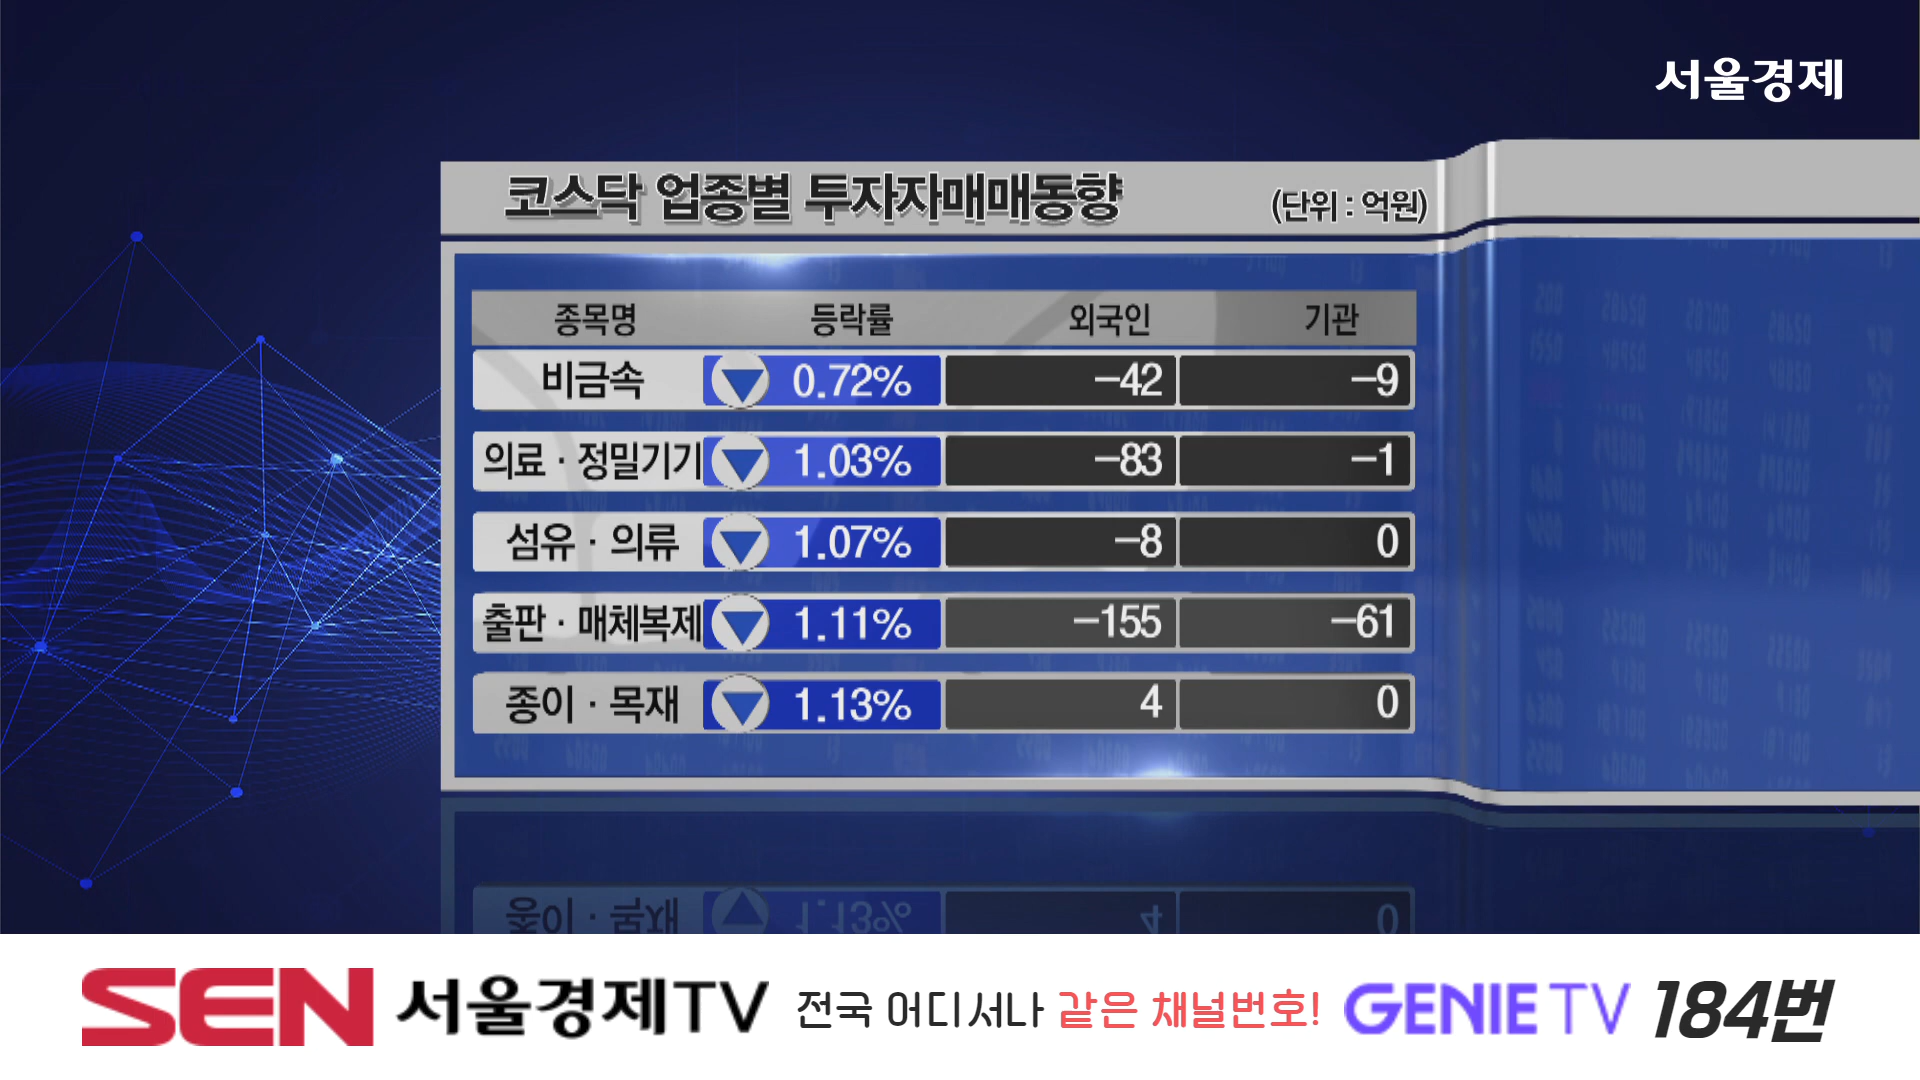 서울경제
코스닥 업종별 투자자매매동향 (단위 : 억원)
종목명 등락률 외국인 기관
비금속 ▼ 0.72% -42 -9
의료 · 정밀기기 ▼ 1.03% -83 -1
섬유 · 의류 ▼ 1.07% -8 0
출판 · 매체복제 ▼ 1.11% -155 -61
종이 · 목재 ▼ 1.13% 4 0
SEN 서울경제TV 전국 어디서나 같은 채널번호! GENIE TV 184번